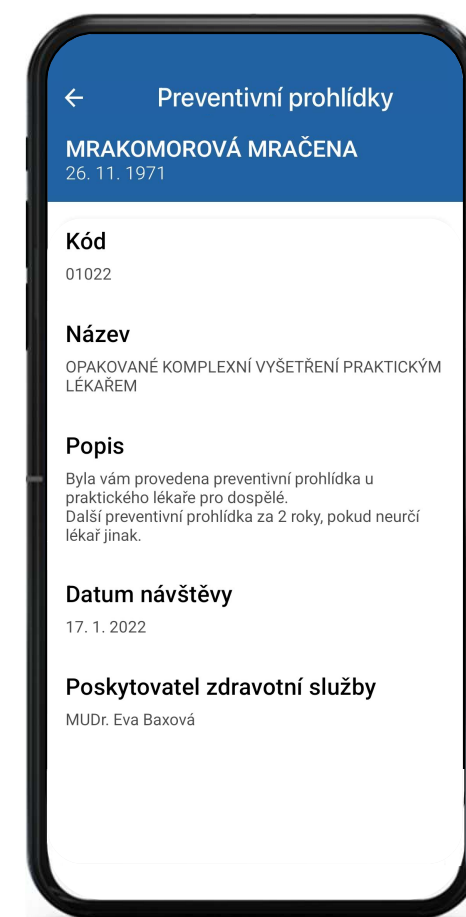 Preventivní prohlídky
MRAKOMOROVÁ MRAČENA
26. 11. 1971
Kód
01022
Název
OPAKOVANÉ KOMPLEXNÍ VYŠETŘENÍ PRAKTICKÝM
LÉKAŘEM
Popis
Byla vám provedena preventivní prohlídka u
praktického lékaře pro dospělé.
Další preventivní prohlídka za 2 roky, pokud neurčí
lékař jinak.
Datum návštěvy
17. 1. 2022
Poskytovatel zdravotní služby
MUDr. Eva Baxová